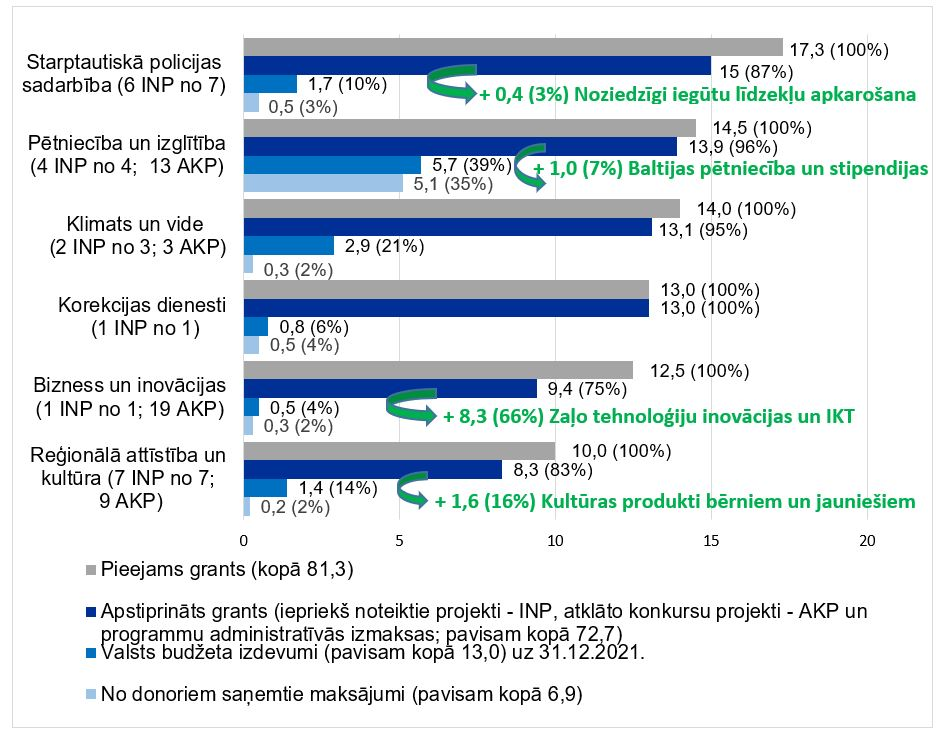 Starptautiskā policijas
sadarbība (6 INP no 7)
17,3 (100%)
15 (87%)
1,7 (10%)
0,5 (3%)
+ 0,4 (3%) Noziedzīgi iegūtu līdzekļu apkarošana
Pētniecība un izglītība
(4 INP no 4;  13 AKP)
14,5 (100%)
13,9 (96%)
5,7 (39%)
5,1 (35%)
+ 1,0 (7%) Baltijas pētniecība un stipendijas
Klimats un vide
(2 INP no 3; 3 AKP)
14,0 (100%)
13,1 (95%)
2,9 (21%)
0,3 (2%)
Korekcijas dienesti
(1 INP no 1)
13,0 (100%)
13,0 (100%)
0,8 (6%)
0,5 (4%)
Bizness un inovācijas
(1 INP no 1; 19 AKP)
12,5 (100%)
9,4 (75%)
0,5 (4%)
0,3 (2%)
+ 8,3 (66%) Zaļo tehnoloģiju inovācijas un IKT
Reģionālā attīstība un
kultūra (7 INP no 7;
9 AKP)
10,0 (100%)
8,3 (83%)
1,4 (14%)
0,2 (2%)
+ 1,6 (16%) Kultūras produkti bērniem un jauniešiem
0 5 10 15 20
Pieejams grants (kopā 81,3)
Apstiprināts grants (iepriekš noteiktie projekti - INP, atklāto konkursu projekti - AKP un
programmu administratīvās izmaksas; pavisam kopā 72,7)
Valsts budžeta izdevumi (pavisam kopā 13,0) uz 31.12.2021.
No donoriem saņemtie maksājumi (pavisam kopā 6,9)